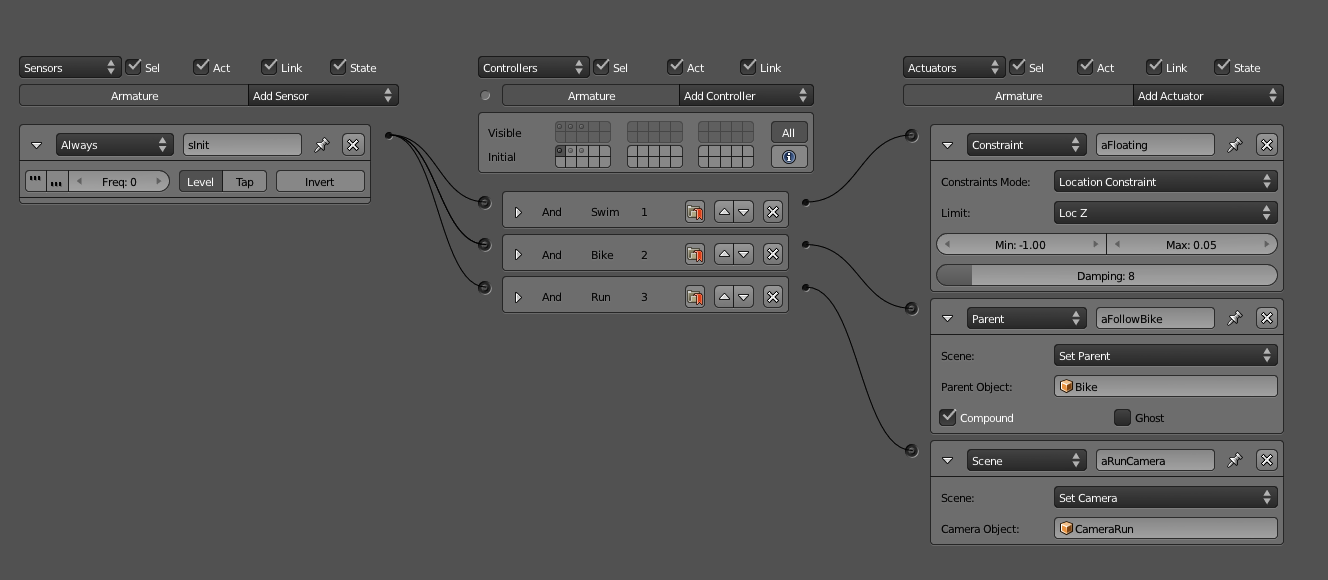 Sensors Sel Act Link State
Armature Add Sensor
Always sInit
Freq: 0 Level Tap Invert
Controllers Sel Act Link
Armature Add Controller
Visible All
Initial
And Swim 1
And Bike 2
And Run 3
Actuators Sel Act Link State
Armature Add Actuator
Constraint aFloating
Constraints Mode: Location Constraint
Limit: Loc Z
Min: -1.00 Max: 0.05
Damping: 8
Parent aFollowBike
Scene: Set Parent
Parent Object: Bike
Compound Ghost
Scene aRunCamera
Scene: Set Camera
Camera Object: CameraRun